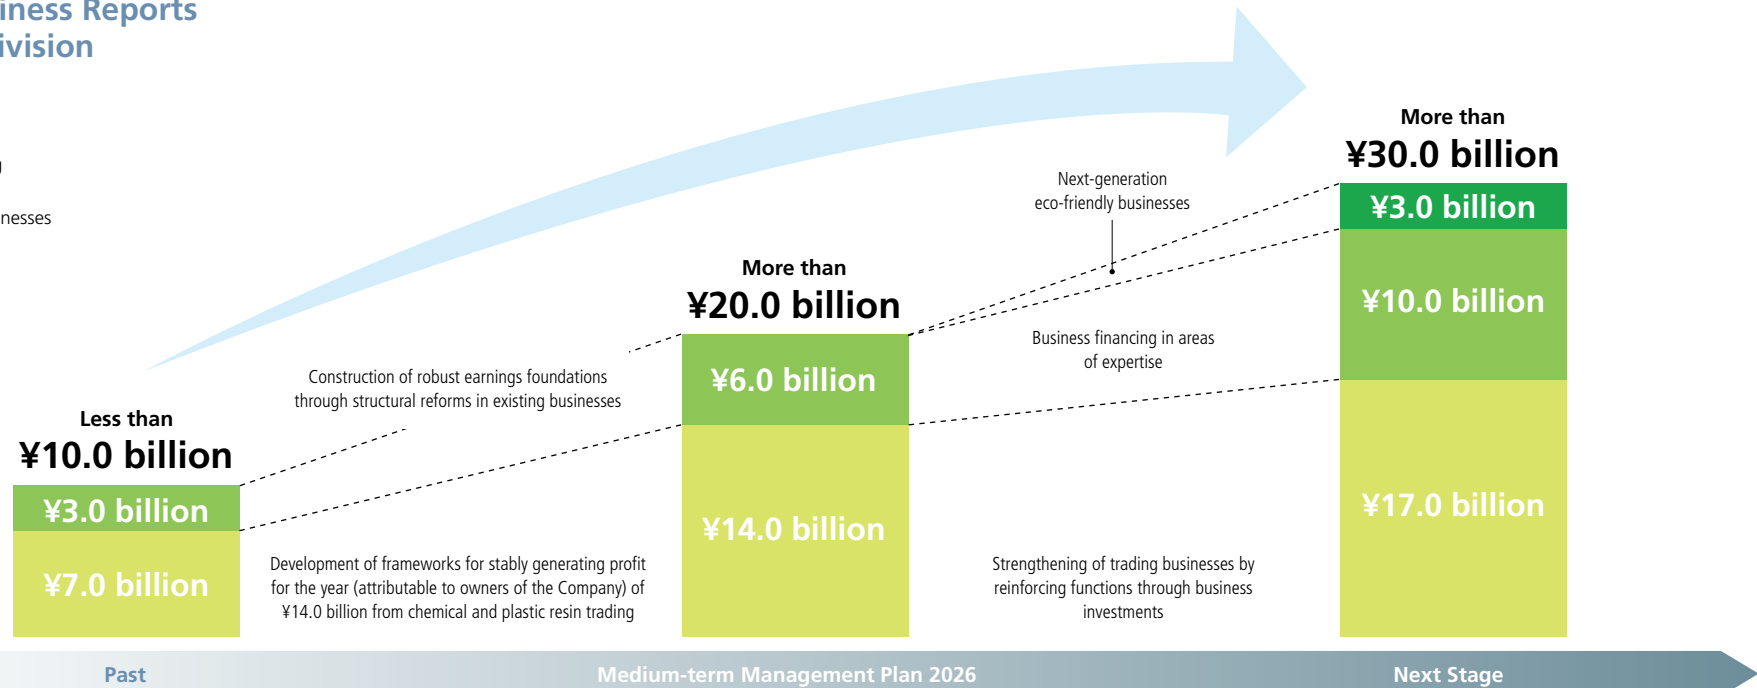 iness Reports
ivision
nesses
Less than
¥10.0 billion
¥3.0 billion
¥7.0 billion
Construction of robust earnings foundations
through structural reforms in existing businesses
Development of frameworks for stably generating profit
for the year (attributable to owners of the Company) of
¥14.0 billion from chemical and plastic resin trading
More than
¥20.0 billion
¥6.0 billion
¥14.0 billion
Next-generation
eco-friendly businesses
Business financing in areas
of expertise
Strengthening of trading businesses by
reinforcing functions through business
investments
More than
¥30.0 billion
¥3.0 billion
¥10.0 billion
¥17.0 billion
Past
Medium-term Management Plan 2026
Next Stage